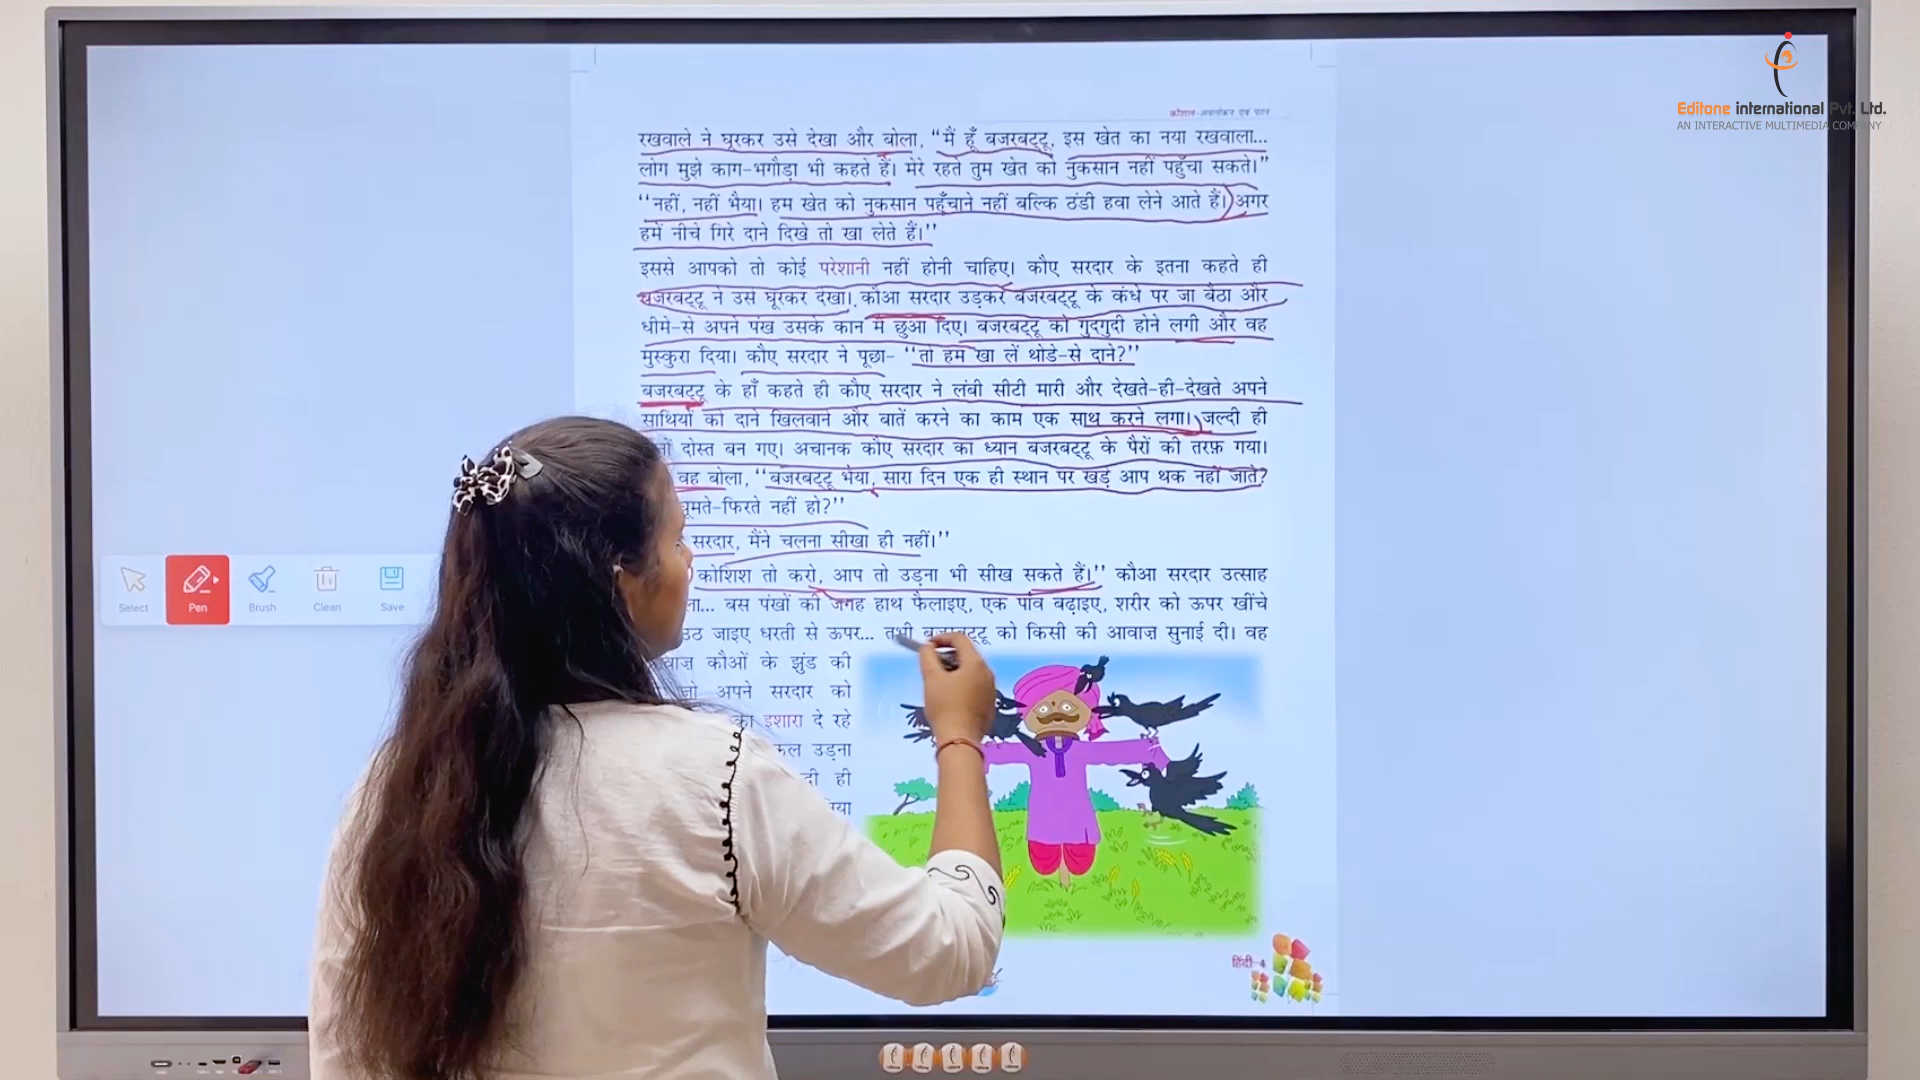 Editone international Pvt. Ltd.
AN INTERACTIVE MULTIMEDIA COMPANY
कौशल-अवलोकन एवं पठन
रखवाले ने घूरकर उसे देखा और बोला, “मैं हूँ बजरबट्टू, इस खेत का नया रखवाला...
लोग मुझे काग-भगौड़ा भी कहते हैं। मेरे रहते तुम खेत को नुकसान नहीं पहुँचा सकते।”
‘‘नहीं, नहीं भैया। हम खेत को नुकसान पहुँचाने नहीं बल्कि ठंडी हवा लेने आते हैं। अगर
हमें नीचे गिरे दाने दिखे तो खा लेते हैं।’’
इससे आपको तो कोई परेशानी नहीं होनी चाहिए। कौए सरदार के इतना कहते ही
बजरबट्टू ने उसे घूरकर देखा। कौआ सरदार उड़कर बजरबट्टू के कंधे पर जा बैठा और
धीमे-से अपने पंख उसके कान में छुआ दिए। बजरबट्टू को गुदगुदी होने लगी और वह
मुस्कुरा दिया। कौए सरदार ने पूछा- ‘‘तो हम खा लें थोडे-से दाने?’’
बजरबट्टू के हाँ कहते ही कौए सरदार ने लंबी सीटी मारी और देखते-ही-देखते अपने
साथियों को दाने खिलवाने और बातें करने का काम एक साथ करने लगा। जल्दी ही
दोस्त बन गए। अचानक कौए सरदार का ध्यान बजरबट्टू के पैरों की तरफ़ गया।
वह बोला, ‘‘बजरबट्टू भैया, सारा दिन एक ही स्थान पर खड़े आप थक नहीं जाते?
घूमते-फिरते नहीं हो?’’
सरदार, मैंने चलना सीखा ही नहीं।’’
कोशिश तो करो, आप तो उड़ना भी सीख सकते हैं।’’ कौआ सरदार उत्साह
बस पंखों की जगह हाथ फैलाइए, एक पांव बढ़ाइए, शरीर को ऊपर खींचे
उठ जाइए धरती से ऊपर... तभी बजरबट्टू को किसी की आवाज़ सुनाई दी। वह
कौओं के झुंड की
अपने सरदार को
का इशारा दे रहे
उड़ना
ही
Select
Pen
Brush
Clean
Save
हिंदी-4